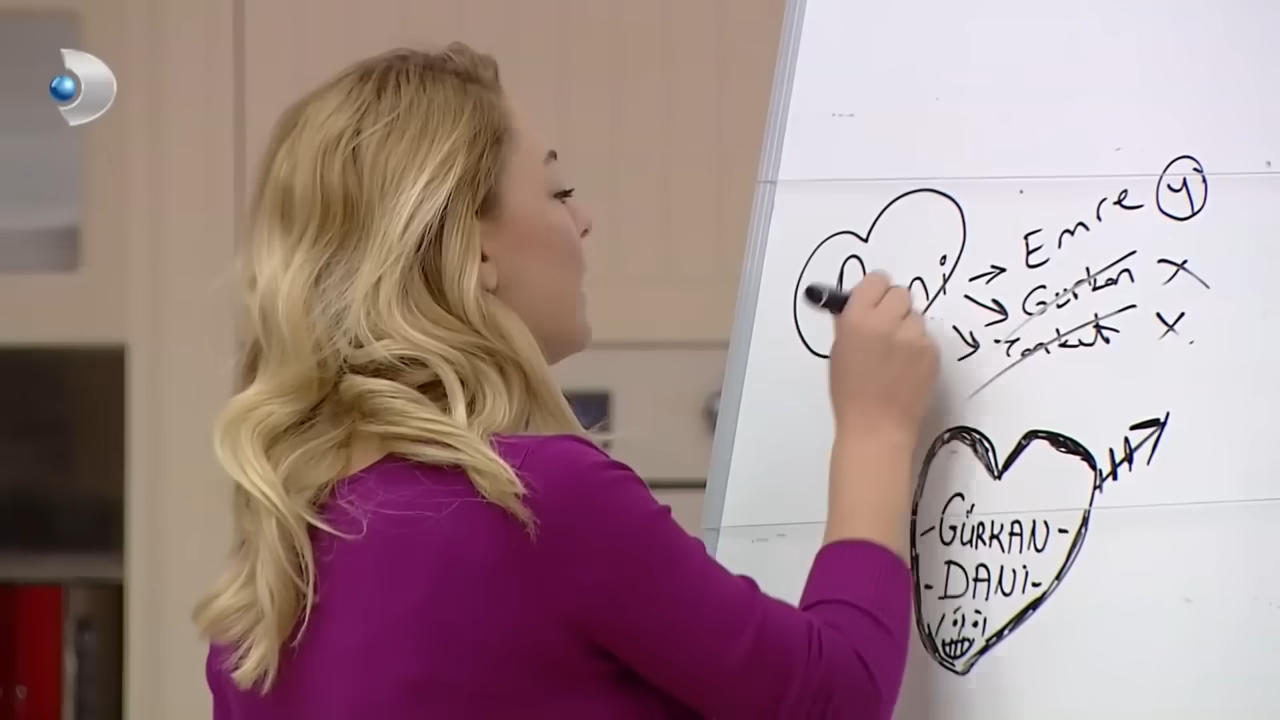 Dani → Emre Y
Gürkan X
X
-GÜRKAN-
-DANİ-